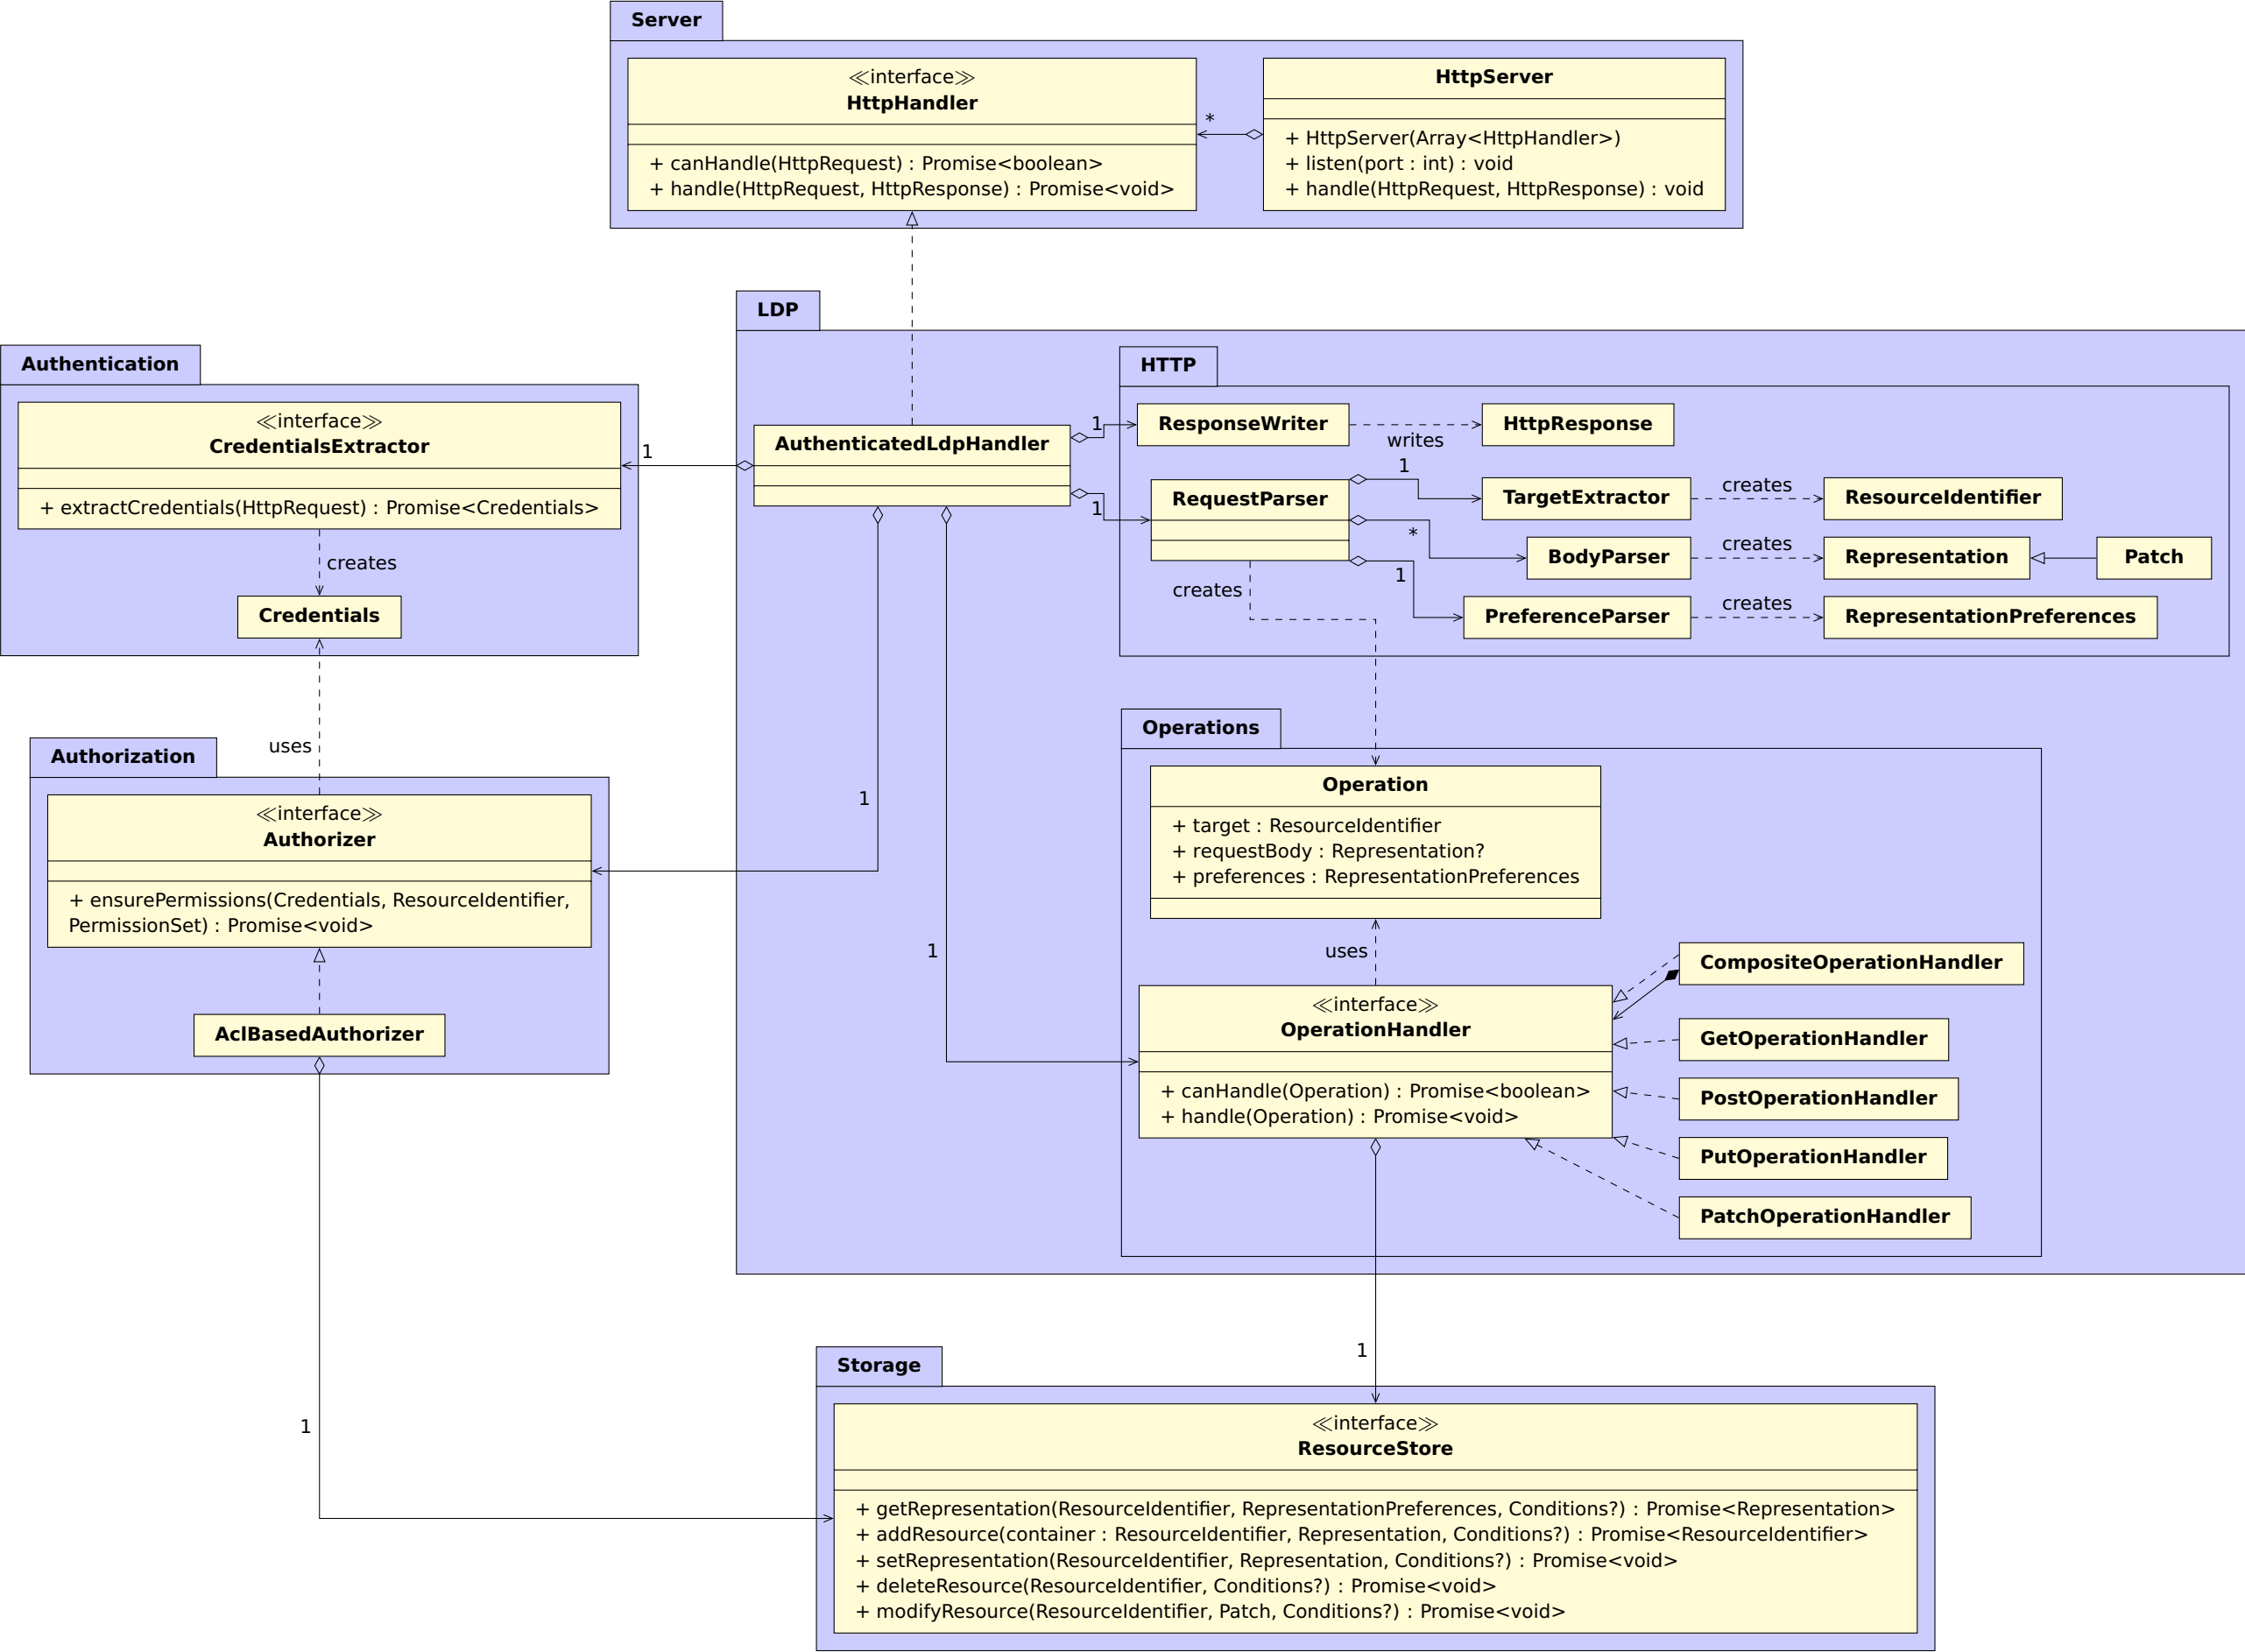 Server
≪interface≫
HttpHandler
+ canHandle(HttpRequest) : Promise<boolean>
+ handle(HttpRequest, HttpResponse) : Promise<void>
*
HttpServer
+ HttpServer(Array<HttpHandler>)
+ listen(port : int) : void
+ handle(HttpRequest, HttpResponse) : void
LDP
Authentication
≪interface≫
CredentialsExtractor
+ extractCredentials(HttpRequest) : Promise<Credentials>
creates
Credentials
1
AuthenticatedLdpHandler
1
1
HTTP
ResponseWriter
writes
HttpResponse
RequestParser
1
TargetExtractor
creates
ResourceIdentifier
*
BodyParser
creates
Representation
Patch
1
PreferenceParser
creates
RepresentationPreferences
creates
uses
Authorization
≪interface≫
Authorizer
+ ensurePermissions(Credentials, ResourceIdentifier,
PermissionSet) : Promise<void>
AclBasedAuthorizer
1
1
Operations
Operation
+ target : ResourceIdentifier
+ requestBody : Representation?
+ preferences : RepresentationPreferences
uses
≪interface≫
OperationHandler
+ canHandle(Operation) : Promise<boolean>
+ handle(Operation) : Promise<void>
CompositeOperationHandler
GetOperationHandler
PostOperationHandler
PutOperationHandler
PatchOperationHandler
1
1
Storage
≪interface≫
ResourceStore
+ getRepresentation(ResourceIdentifier, RepresentationPreferences, Conditions?) : Promise<Representation>
+ addResource(container : ResourceIdentifier, Representation, Conditions?) : Promise<ResourceIdentifier>
+ setRepresentation(ResourceIdentifier, Representation, Conditions?) : Promise<void>
+ deleteResource(ResourceIdentifier, Conditions?) : Promise<void>
+ modifyResource(ResourceIdentifier, Patch, Conditions?) : Promise<void>